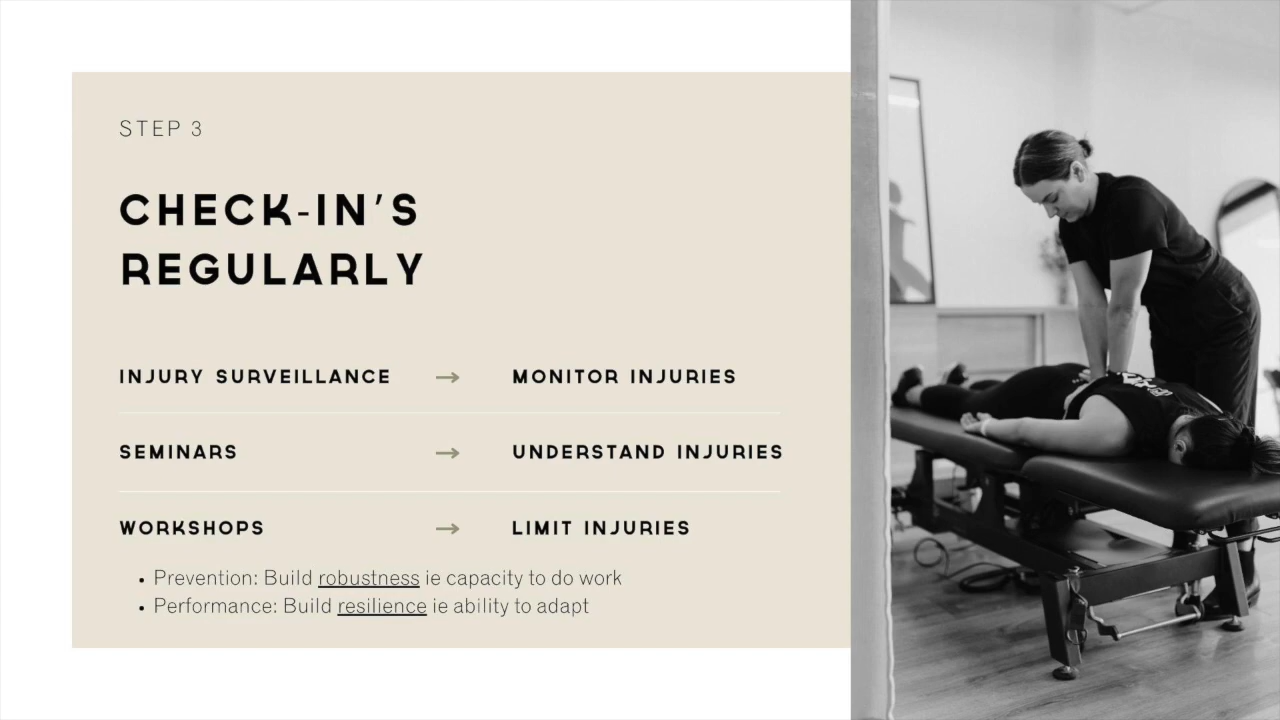 STEP 3
CHECK-IN'S
REGULARLY
INJURY SURVEILLANCE → MONITOR INJURIES
SEMINARS → UNDERSTAND INJURIES
WORKSHOPS → LIMIT INJURIES
• Prevention: Build robustness ie capacity to do work
• Performance: Build resilience ie ability to adapt